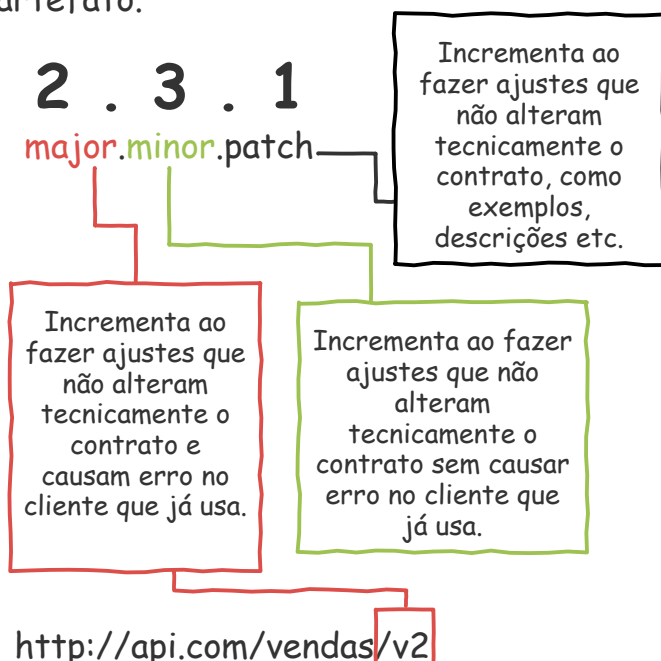 artefato.
2 . 3 . 1
major.minor.patch
Incrementa ao
fazer ajustes que
não alteram
tecnicamente o
contrato, como
exemplos,
descrições etc.
Incrementa ao
fazer ajustes que
não alteram
tecnicamente o
contrato e
causam erro no
cliente que já usa.
Incrementa ao fazer
ajustes que não
alteram
tecnicamente o
contrato sem causar
erro no cliente que
já usa.
http://api.com/vendas/v2